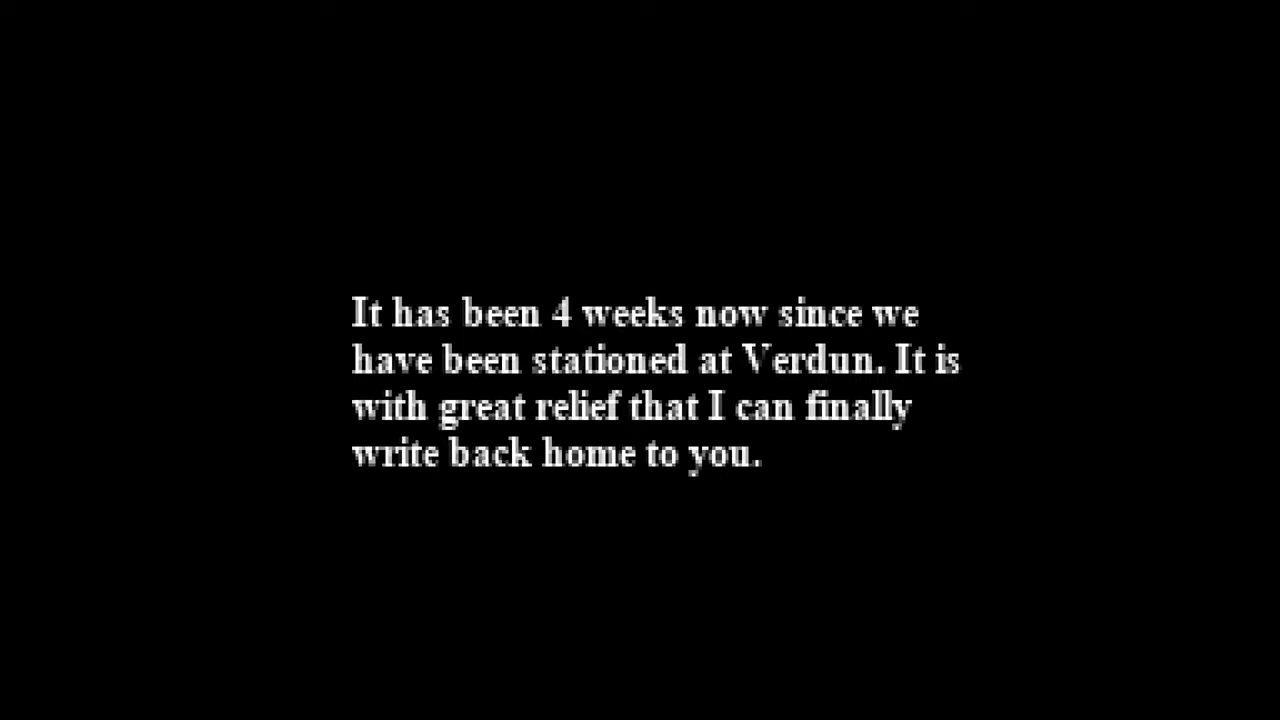 It has been 4 weeks now since we
have been stationed at Verdun. It is
with great relief that I can finally
write back home to you.